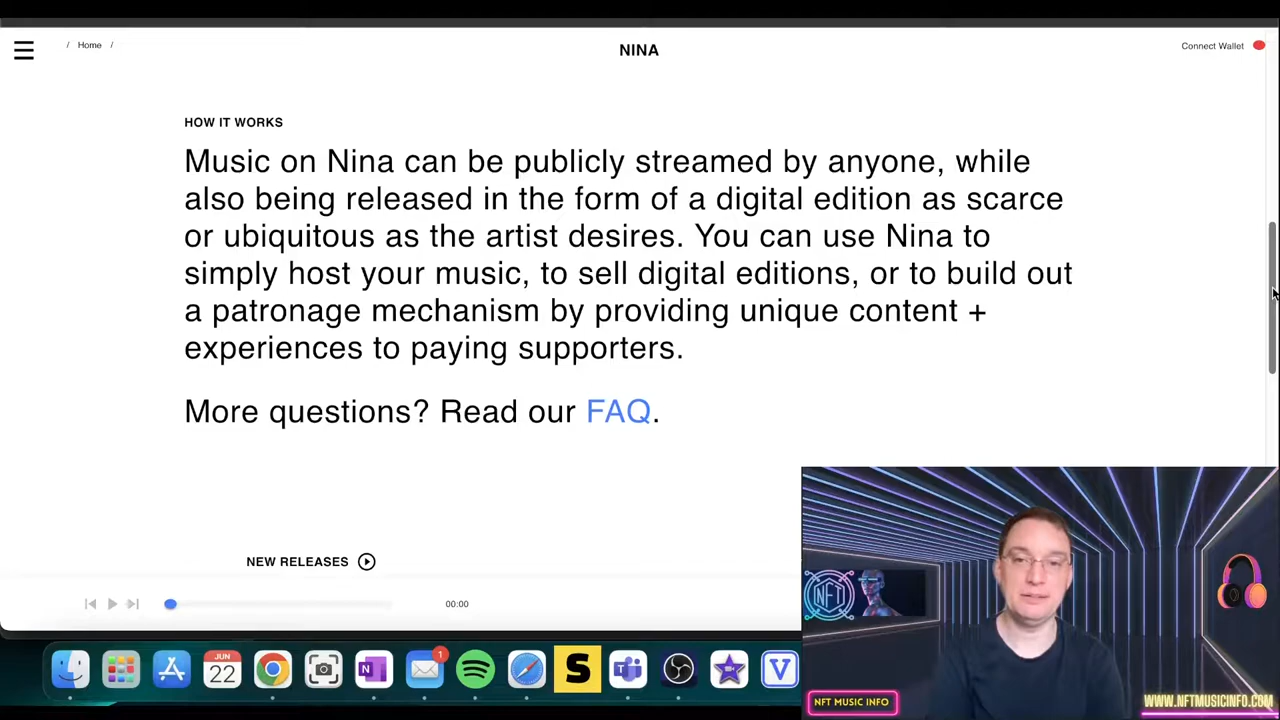 / Home /
NINA
Connect Wallet
HOW IT WORKS
Music on Nina can be publicly streamed by anyone, while
also being released in the form of a digital edition as scarce
or ubiquitous as the artist desires. You can use Nina to
simply host your music, to sell digital editions, or to build out
a patronage mechanism by providing unique content +
experiences to paying supporters.
More questions? Read our FAQ.
NEW RELEASES
00:00
JUN
22
1
N
S
T
V
NFT
NFT MUSIC INFO
WWW.NFTMUSICINFO.COM